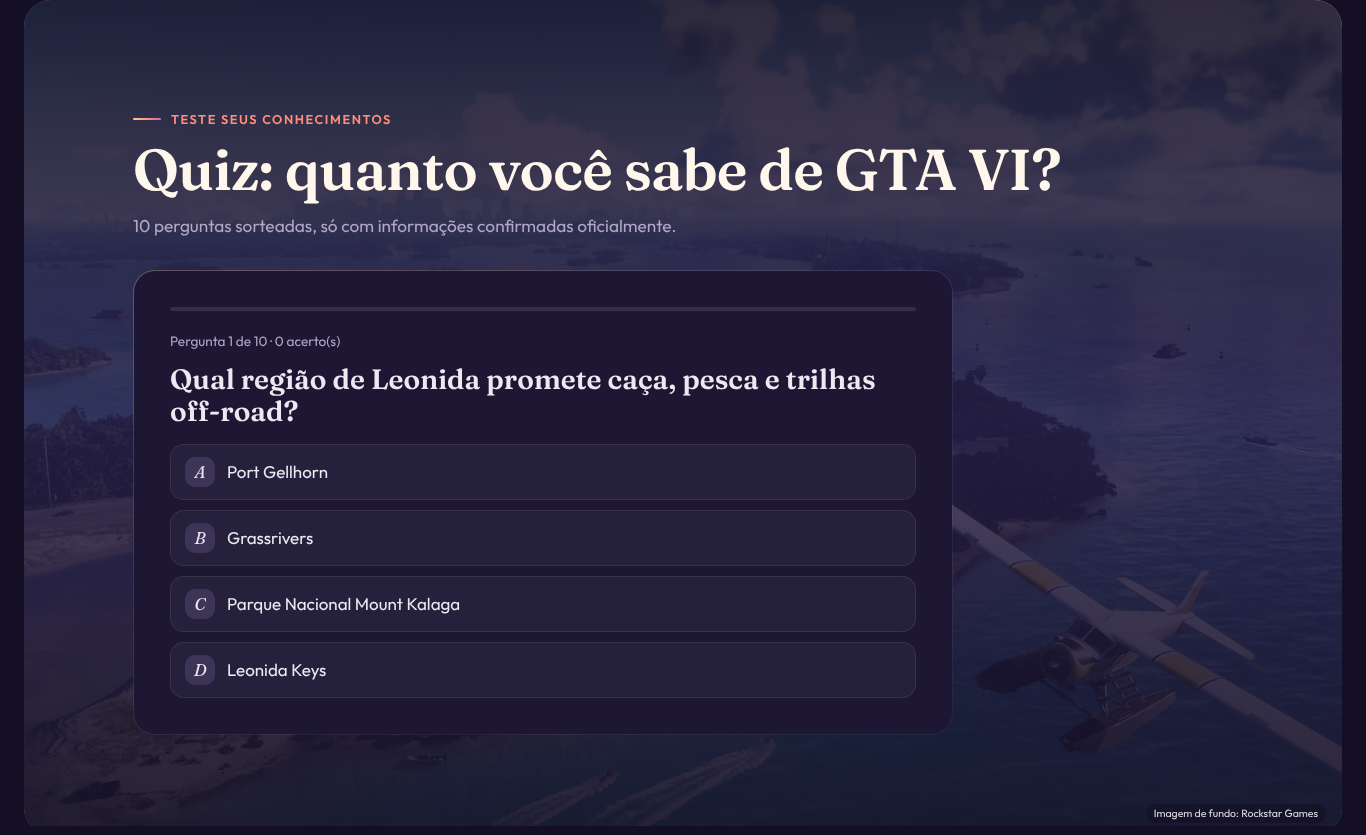 TESTE SEUS CONHECIMENTOS
Quiz: quanto você sabe de GTA VI?
10 perguntas sorteadas, só com informações confirmadas oficialmente.
Pergunta 1 de 10 · 0 acerto(s)
Qual região de Leonida promete caça, pesca e trilhas
off-road?
A Port Gellhorn
B Grassrivers
C Parque Nacional Mount Kalaga
D Leonida Keys
Imagem de fundo: Rockstar Games